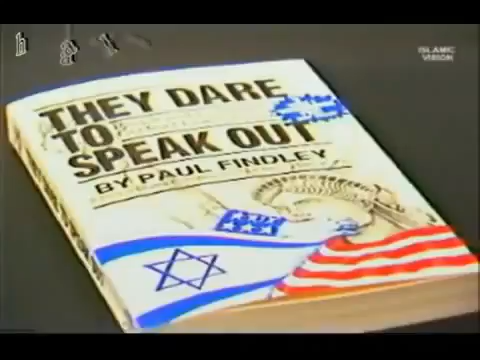 h a
ISLAMIC
VISION
THEY DARE
TO
SPEAK OUT
BY PAUL FINDLEY